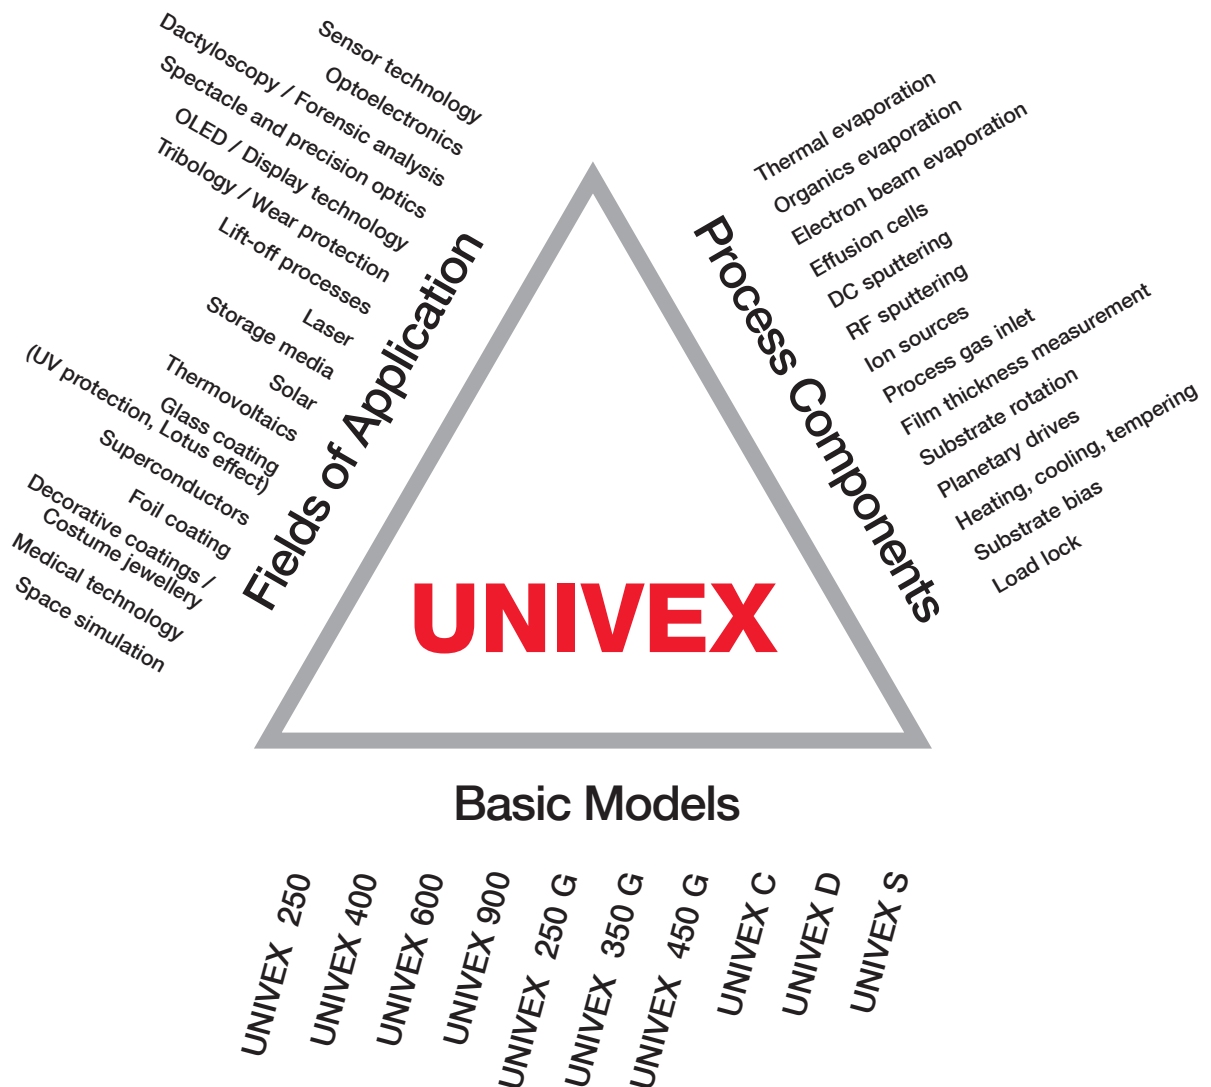 Sensor technology
Optoelectronics
Dactyloscopy / Forensic analysis
Spectacle and precision optics
OLED / Display technology
Tribology / Wear protection
Lift-off processes
Laser
Storage media
Solar
Thermovoltaics
Glass coating
(UV protection, Lotus effect)
Superconductors
Foil coating
Decorative coatings /
Costume jewellery
Medical technology
Space simulation
Fields of Application
Process Components
Thermal evaporation
Organics evaporation
Electron beam evaporation
Effusion cells
DC sputtering
RF sputtering
Ion sources
Process gas inlet
Film thickness measurement
Substrate rotation
Planetary drives
Heating, cooling, tempering
Substrate bias
Load lock
UNIVEX
Basic Models
UNIVEX 250
UNIVEX 400
UNIVEX 600
UNIVEX 900
UNIVEX 250 G
UNIVEX 350 G
UNIVEX 450 G
UNIVEX C
UNIVEX D
UNIVEX S